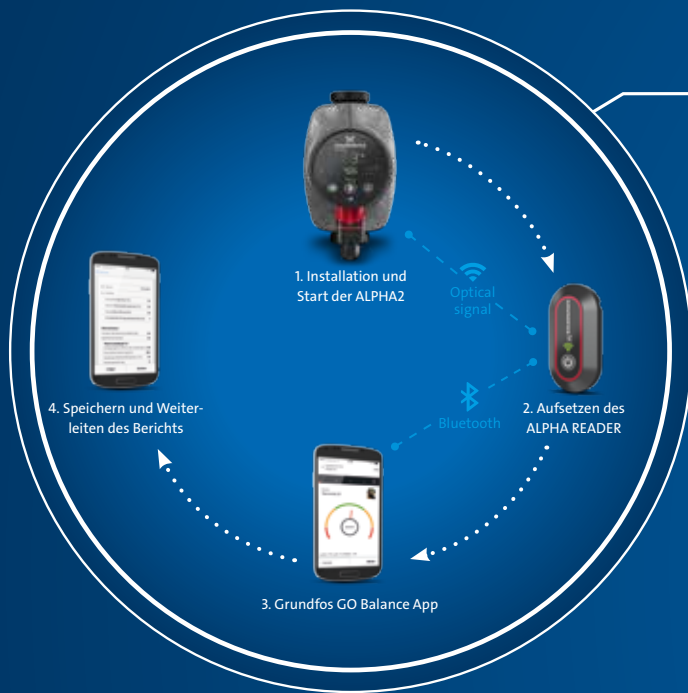 1. Installation und
Start der ALPHA2
Optical
signal
2. Aufsetzen des
ALPHA READER
Bluetooth
3. Grundfos GO Balance App
4. Speichern und Weiter-
leiten des Berichts